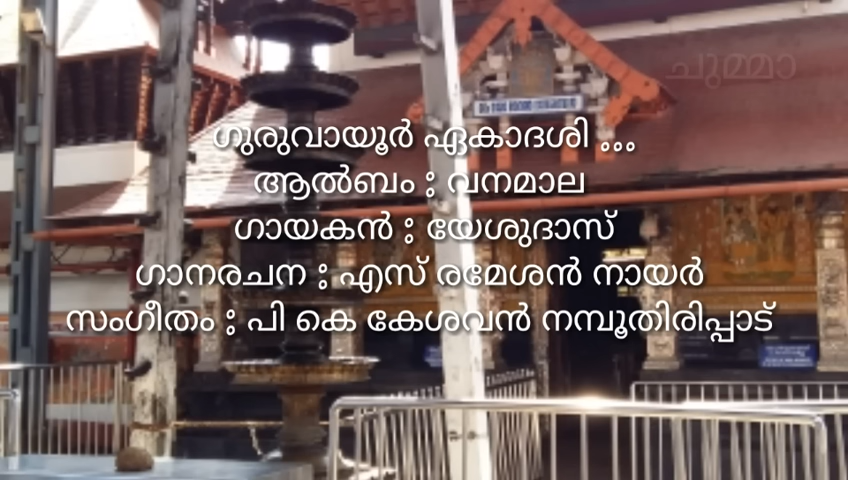 ചുമ്മാ
ഗുരുവായൂർ ഏകാദശി ...
ആൽബം : വനമാല
ഗായകൻ : യേശുദാസ്
ഗാനരചന : എസ് രമേശൻ നായർ
സംഗീതം : പി കെ കേശവൻ നമ്പൂതിരിപ്പാട്